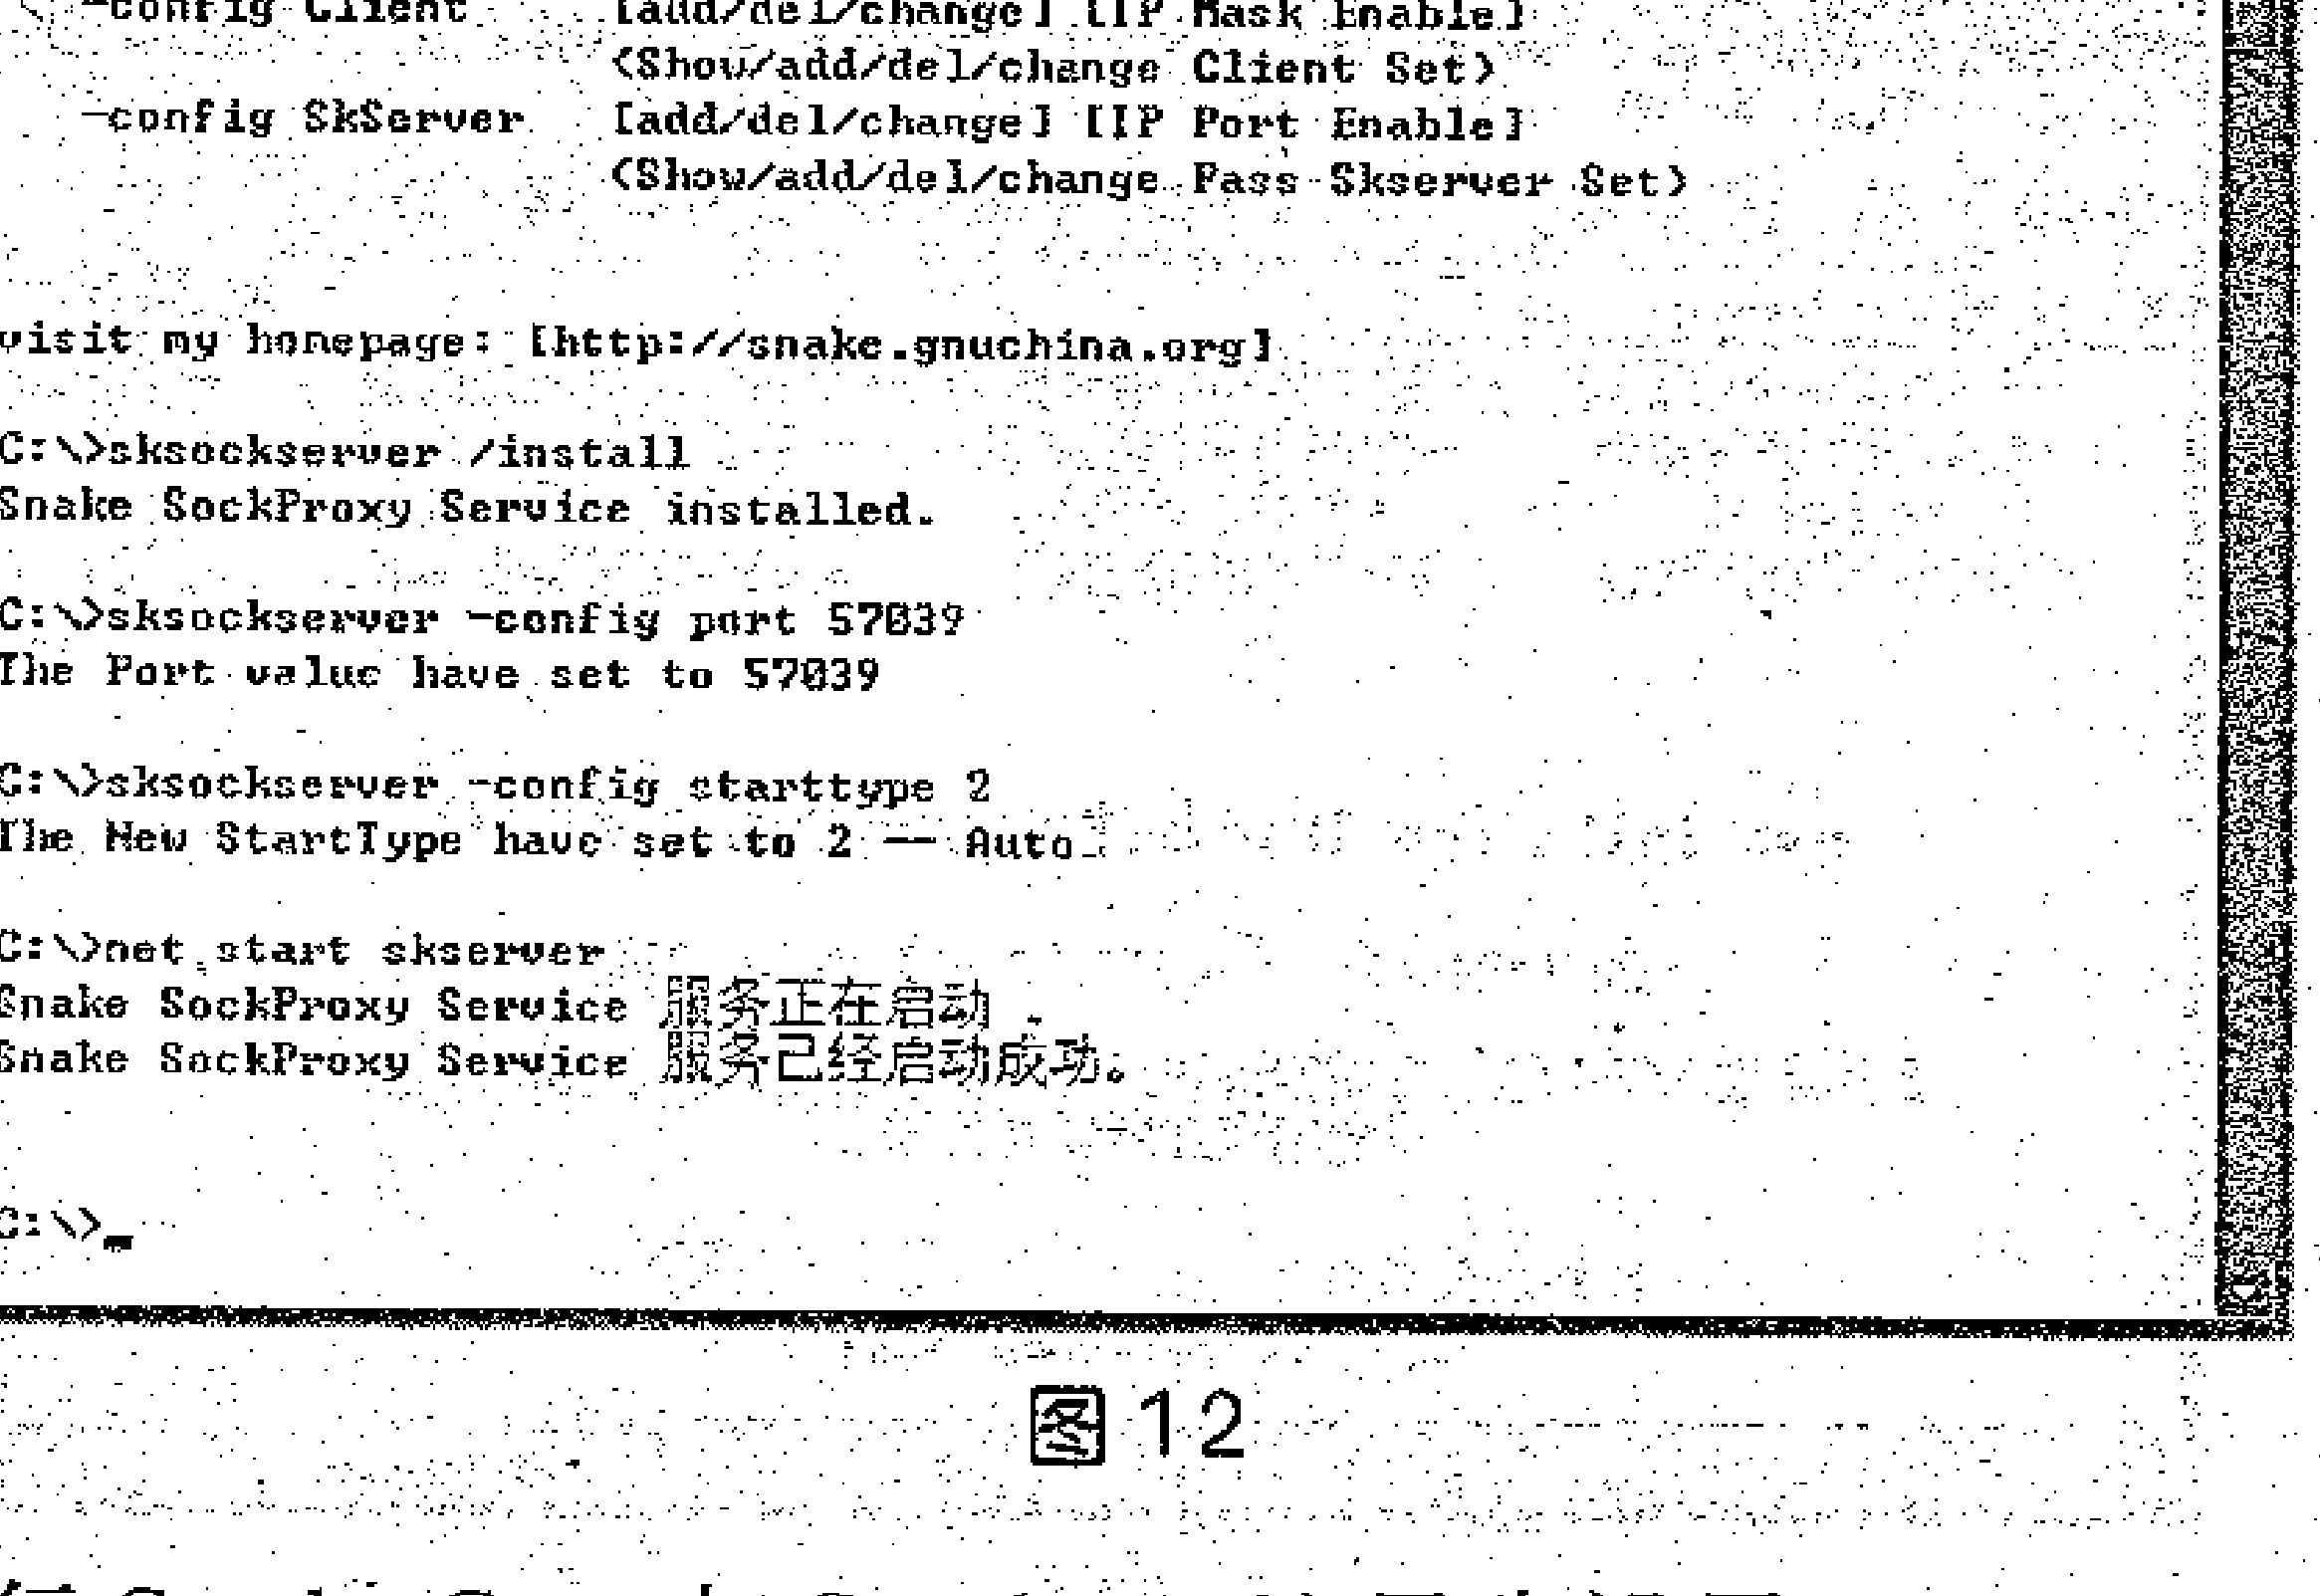 -config Client [add/del/change] [IP Mask Enable]
(Show/add/del/change Client Set)
-config SkServer [add/del/change] [IP Port Enable]
(Show/add/del/change Pass Skserver Set)
visit my homepage: [http://snake.gnuchina.org]
C:\>sksockserver /install
Snake SockProxy Service installed.
C:\>sksockserver -config port 57039
The Port value have set to 57039
C:\>sksockserver -config starttype 2
The New StartType have set to 2 -- Auto
C:\>net start skserver
Snake SockProxy Service 服务正在启动 .
Snake SockProxy Service 服务已经启动成功。
C:\>_
图 12